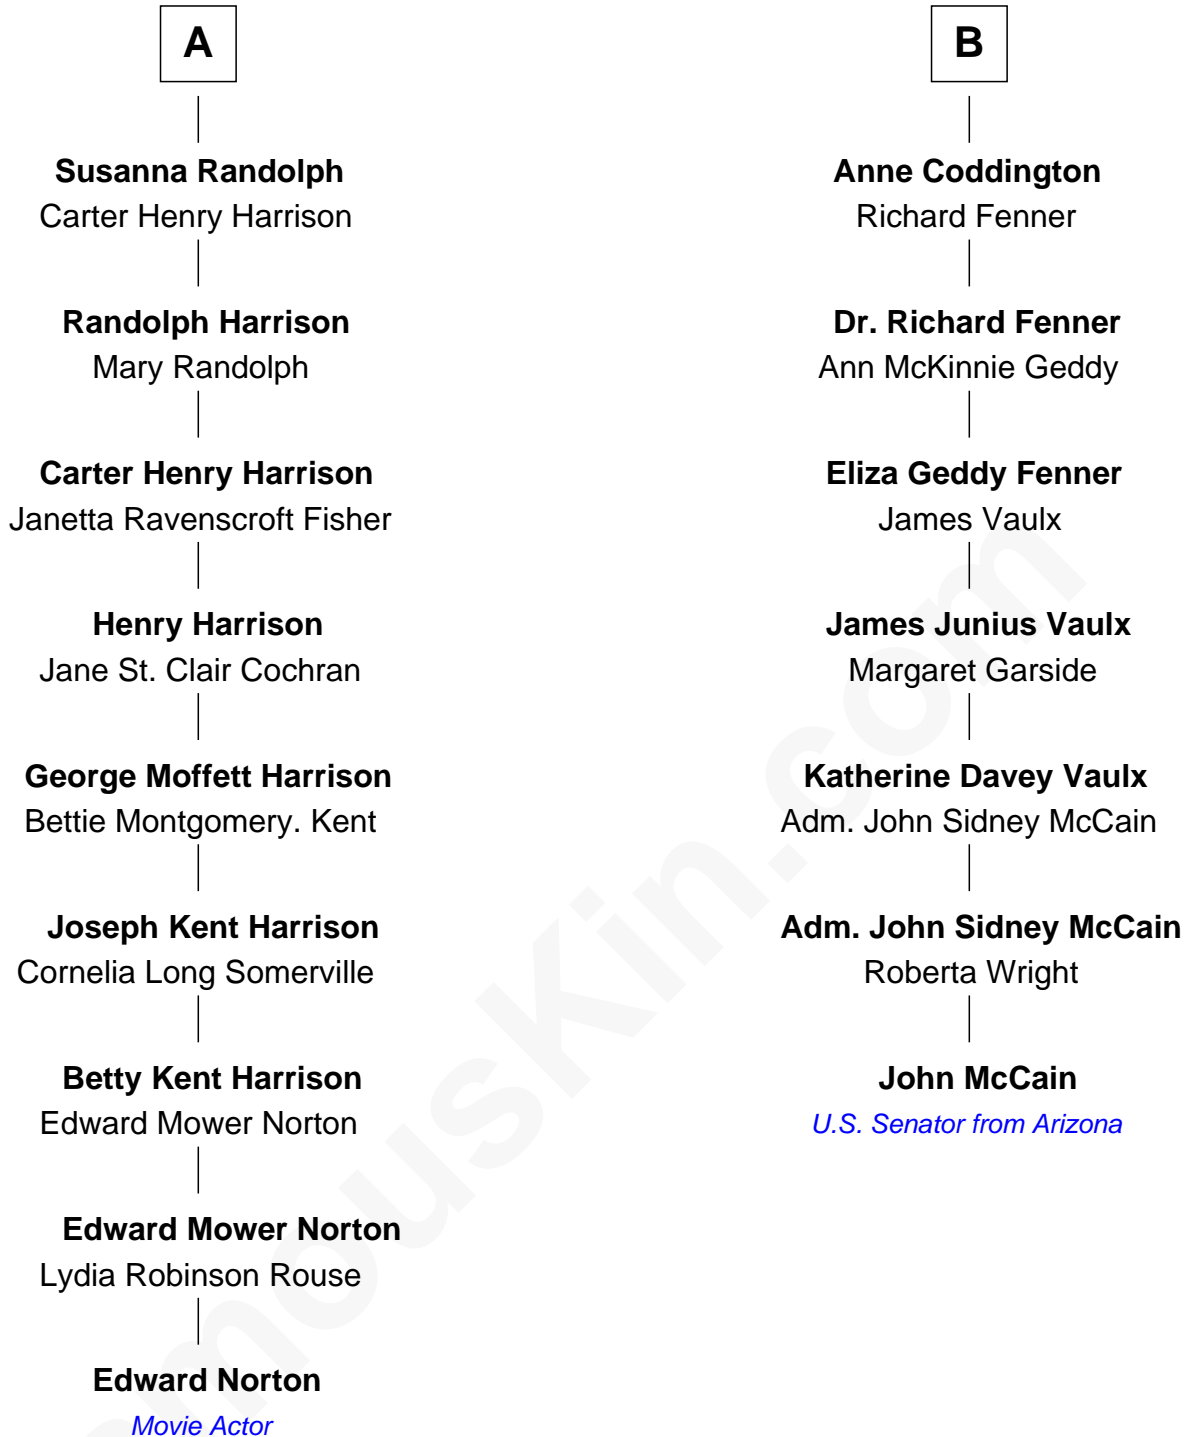 A
Susanna Randolph
Carter Henry Harrison
Randolph Harrison
Mary Randolph
Carter Henry Harrison
Janetta Ravenscroft Fisher
Henry Harrison
Jane St. Clair Cochran
George Moffett Harrison
Bettie Montgomery. Kent
Joseph Kent Harrison
Cornelia Long Somerville
Betty Kent Harrison
Edward Mower Norton
Edward Mower Norton
Lydia Robinson Rouse
Edward Norton
Movie Actor
B
Anne Coddington
Richard Fenner
Dr. Richard Fenner
Ann McKinnie Geddy
Eliza Geddy Fenner
James Vaulx
James Junius Vaulx
Margaret Garside
Katherine Davey Vaulx
Adm. John Sidney McCain
Adm. John Sidney McCain
Roberta Wright
John McCain
U.S. Senator from Arizona
mousKin.com